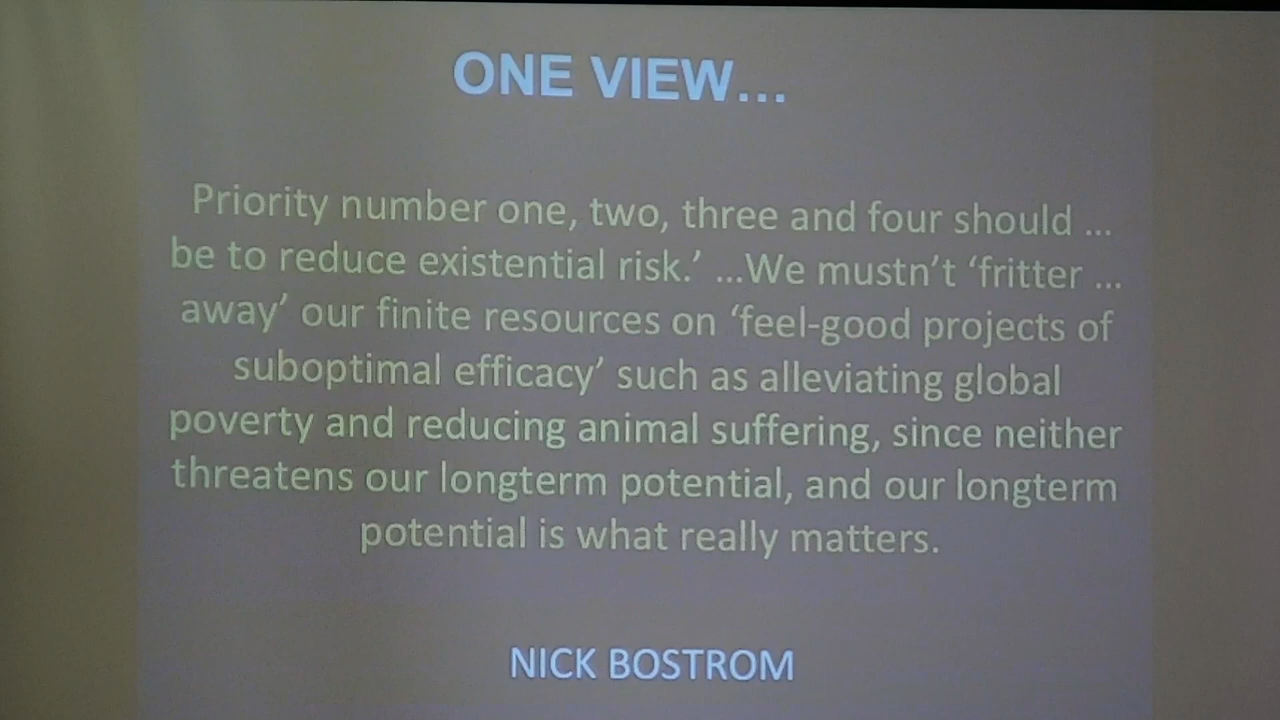 ONE VIEW...
Priority number one, two, three and four should ...
be to reduce existential risk.’ ...We mustn’t ‘fritter ...
away’ our finite resources on ‘feel-good projects of
suboptimal efficacy’ such as alleviating global
poverty and reducing animal suffering, since neither
threatens our longterm potential, and our longterm
potential is what really matters.
NICK BOSTROM